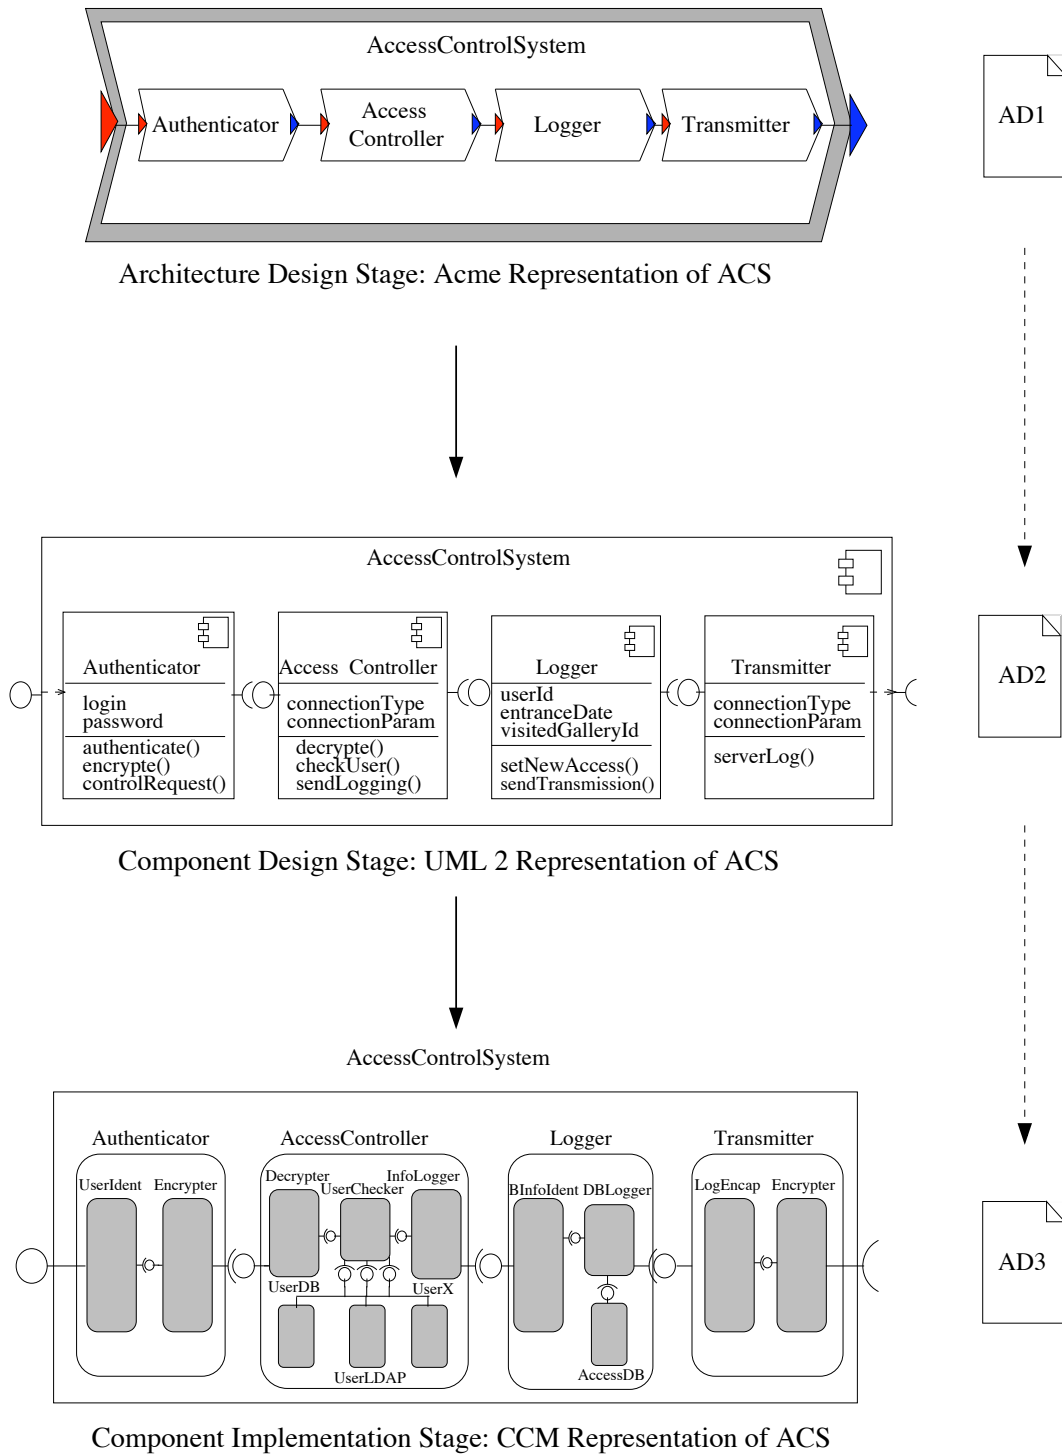 AccessControlSystem
Authenticator
Access
Controller
Logger
Transmitter
AD1
Architecture Design Stage: Acme Representation of ACS
AccessControlSystem
Authenticator
login
password
authenticate()
encrypte()
controlRequest()
Access Controller
connectionType
connectionParam
decrypte()
checkUser()
sendLogging()
Logger
userId
entranceDate
visitedGalleryId
setNewAccess()
sendTransmission()
Transmitter
connectionType
connectionParam
serverLog()
AD2
Component Design Stage: UML 2 Representation of ACS
AccessControlSystem
Authenticator
UserIdent
Encrypter
AccessController
Decrypter
UserChecker
InfoLogger
UserDB
UserX
UserLDAP
Logger
BInfoIdent
DBLogger
AccessDB
Transmitter
LogEncap
Encrypter
AD3
Component Implementation Stage: CCM Representation of ACS